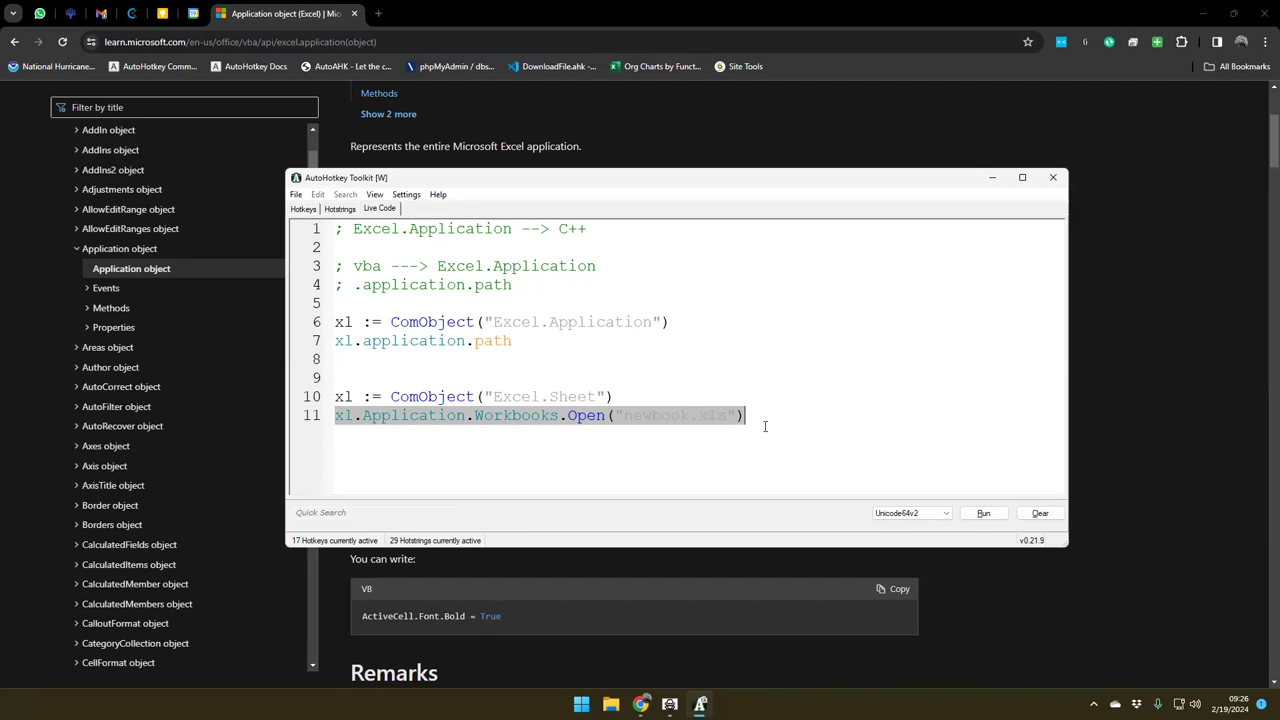 Application object (Excel) | Mic
learn.microsoft.com/en-us/office/vba/api/excel.application(object)
National Hurricane...
AutoHotkey Comm...
AutoHotkey Docs
AutoAHK - Let the c...
phpMyAdmin / dbs...
DownloadFile.ahk -...
Org Charts by Funct...
Site Tools
All Bookmarks
Filter by title
AddIn object
AddIns object
AddIns2 object
Adjustments object
AllowEditRange object
AllowEditRanges object
Application object
Application object
Events
Methods
Properties
Areas object
Author object
AutoCorrect object
AutoFilter object
AutoRecover object
Axes object
Axis object
AxisTitle object
Border object
Borders object
CalculatedFields object
CalculatedItems object
CalculatedMember object
CalculatedMembers object
CalloutFormat object
CategoryCollection object
CellFormat object
Methods
Show 2 more
Represents the entire Microsoft Excel application.
AutoHotkey Toolkit [W]
File Edit Search View Settings Help
Hotkeys Hotstrings Live Code
1 ; Excel.Application --> C++
2
3 ; vba ---> Excel.Application
4 ; .application.path
5
6 xl := ComObject("Excel.Application")
7 xl.application.path
8
9
10 xl := ComObject("Excel.Sheet")
11 xl.Application.Workbooks.Open("newbook.xls")
Quick Search
Unicode64v2
Run
Clear
17 Hotkeys currently active
29 Hotstrings currently active
v0.21.9
You can write:
VB
Copy
ActiveCell.Font.Bold = True
Remarks
09:26
2/19/2024